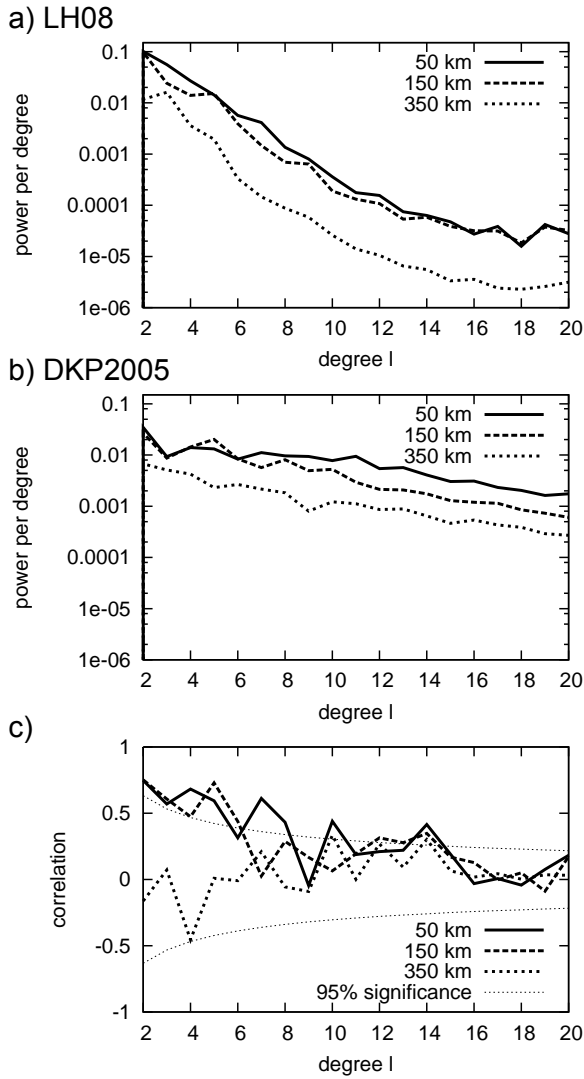 a) LH08
power per degree
0.1
0.01
0.001
0.0001
1e-05
1e-06
50 km
150 km
350 km
2 4 6 8 10 12 14 16 18 20
degree l
b) DKP2005
power per degree
0.1
0.01
0.001
0.0001
1e-05
1e-06
50 km
150 km
350 km
2 4 6 8 10 12 14 16 18 20
degree l
c)
correlation
1
0.5
0
-0.5
-1
50 km
150 km
350 km
95% significance
2 4 6 8 10 12 14 16 18 20
degree l